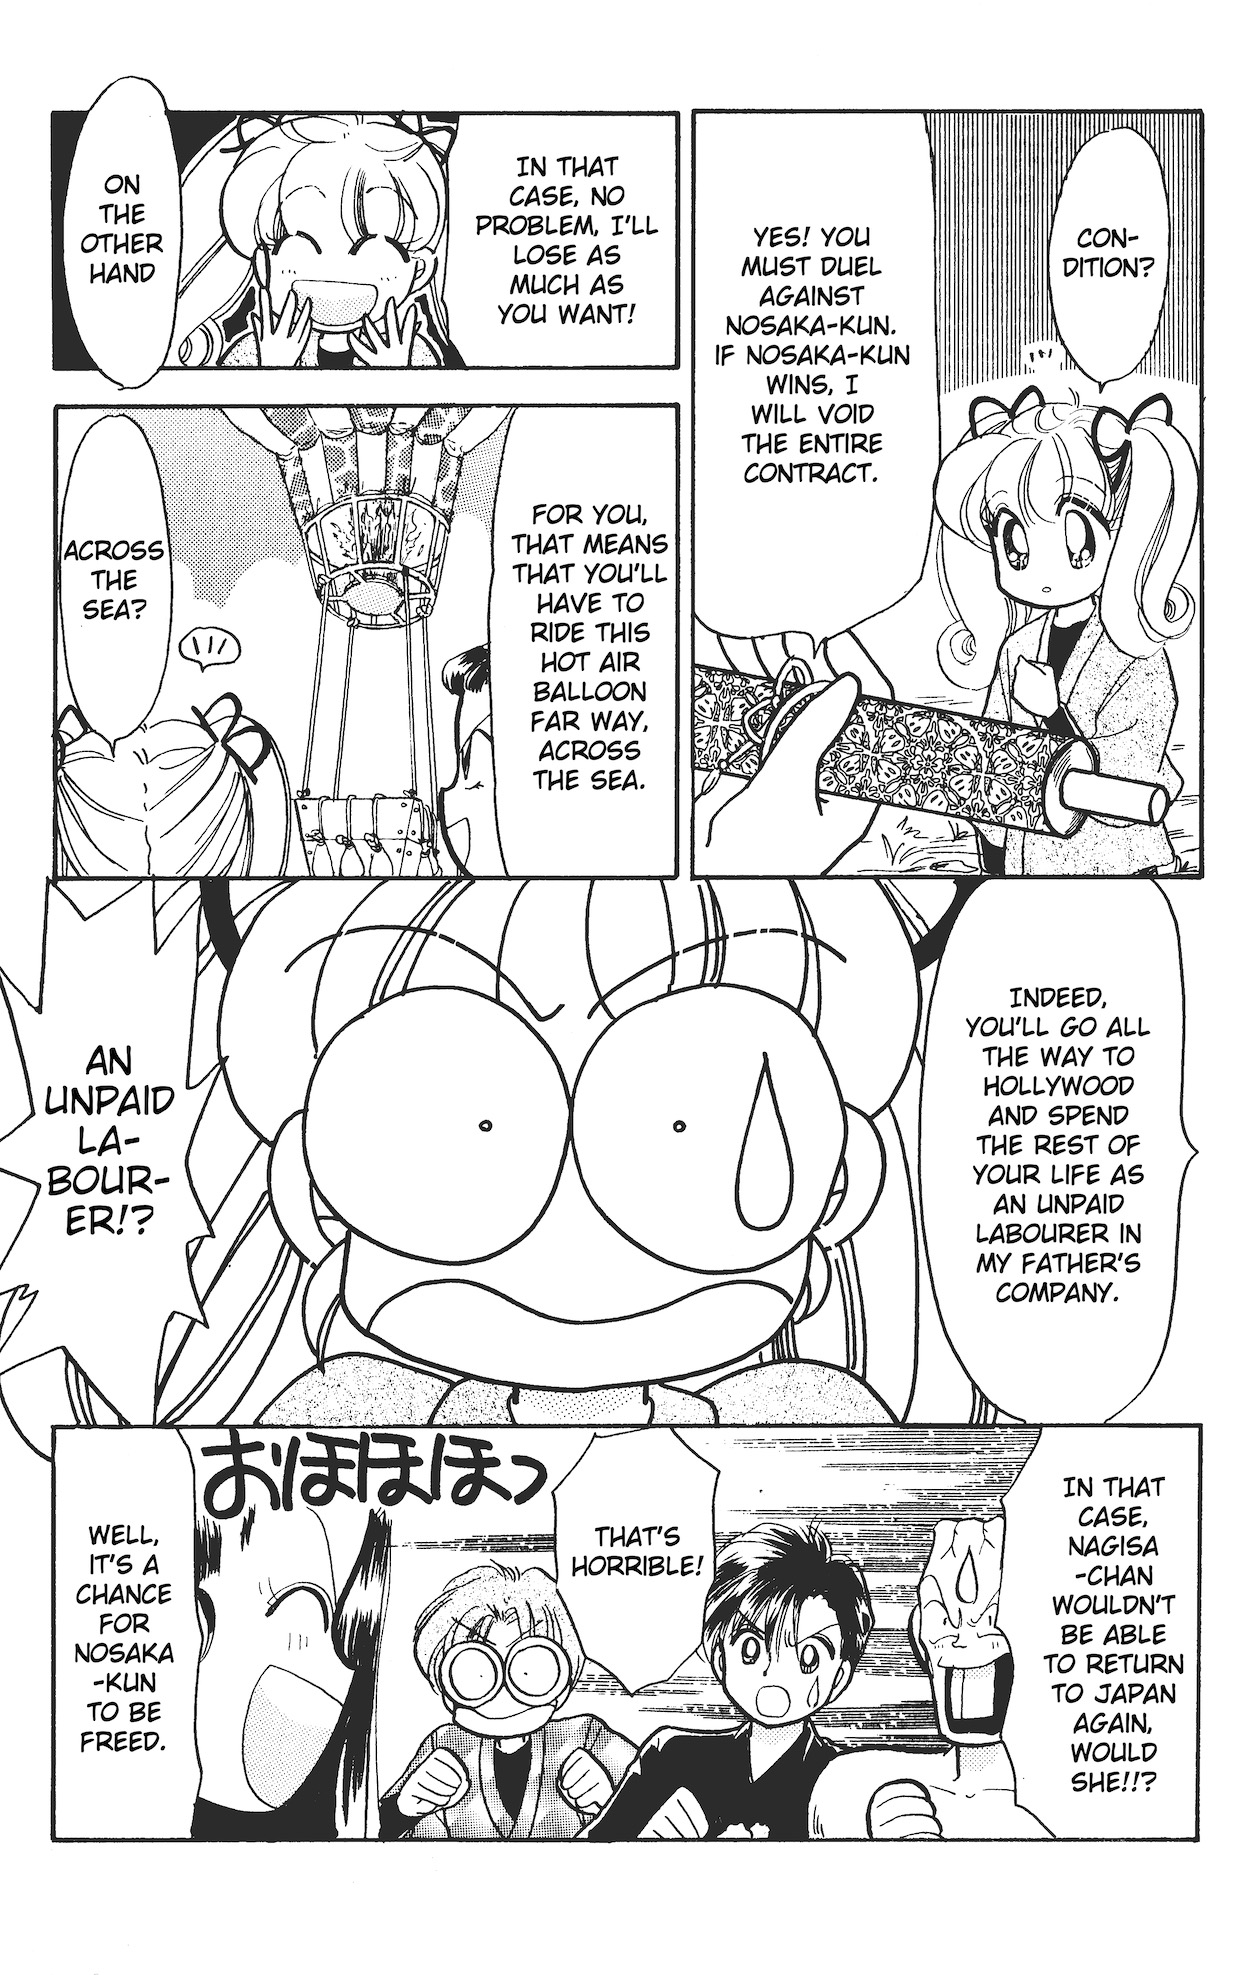 CON-
DITION?
YES! YOU
MUST DUEL
AGAINST
NOSAKA-KUN.
IF NOSAKA-KUN
WINS, I
WILL VOID
THE ENTIRE
CONTRACT.
IN THAT
CASE, NO
PROBLEM, I'LL
LOSE AS
MUCH AS
YOU WANT!
ON
THE
OTHER
HAND
FOR YOU,
THAT MEANS
THAT YOU'LL
HAVE TO
RIDE THIS
HOT AIR
BALLOON
FAR WAY,
ACROSS
THE SEA.
ACROSS
THE
SEA?
INDEED,
YOU'LL GO ALL
THE WAY TO
HOLLYWOOD
AND SPEND
THE REST OF
YOUR LIFE AS
AN UNPAID
LABOURER IN
MY FATHER'S
COMPANY.
AN
UNPAID
LA-
BOUR-
ER!?
IN THAT
CASE,
NAGISA
-CHAN
WOULDN'T
BE ABLE
TO RETURN
TO JAPAN
AGAIN,
WOULD
SHE!!?
THAT'S
HORRIBLE!
おほほほっ
WELL,
IT'S A
CHANCE
FOR
NOSAKA
-KUN
TO BE
FREED.